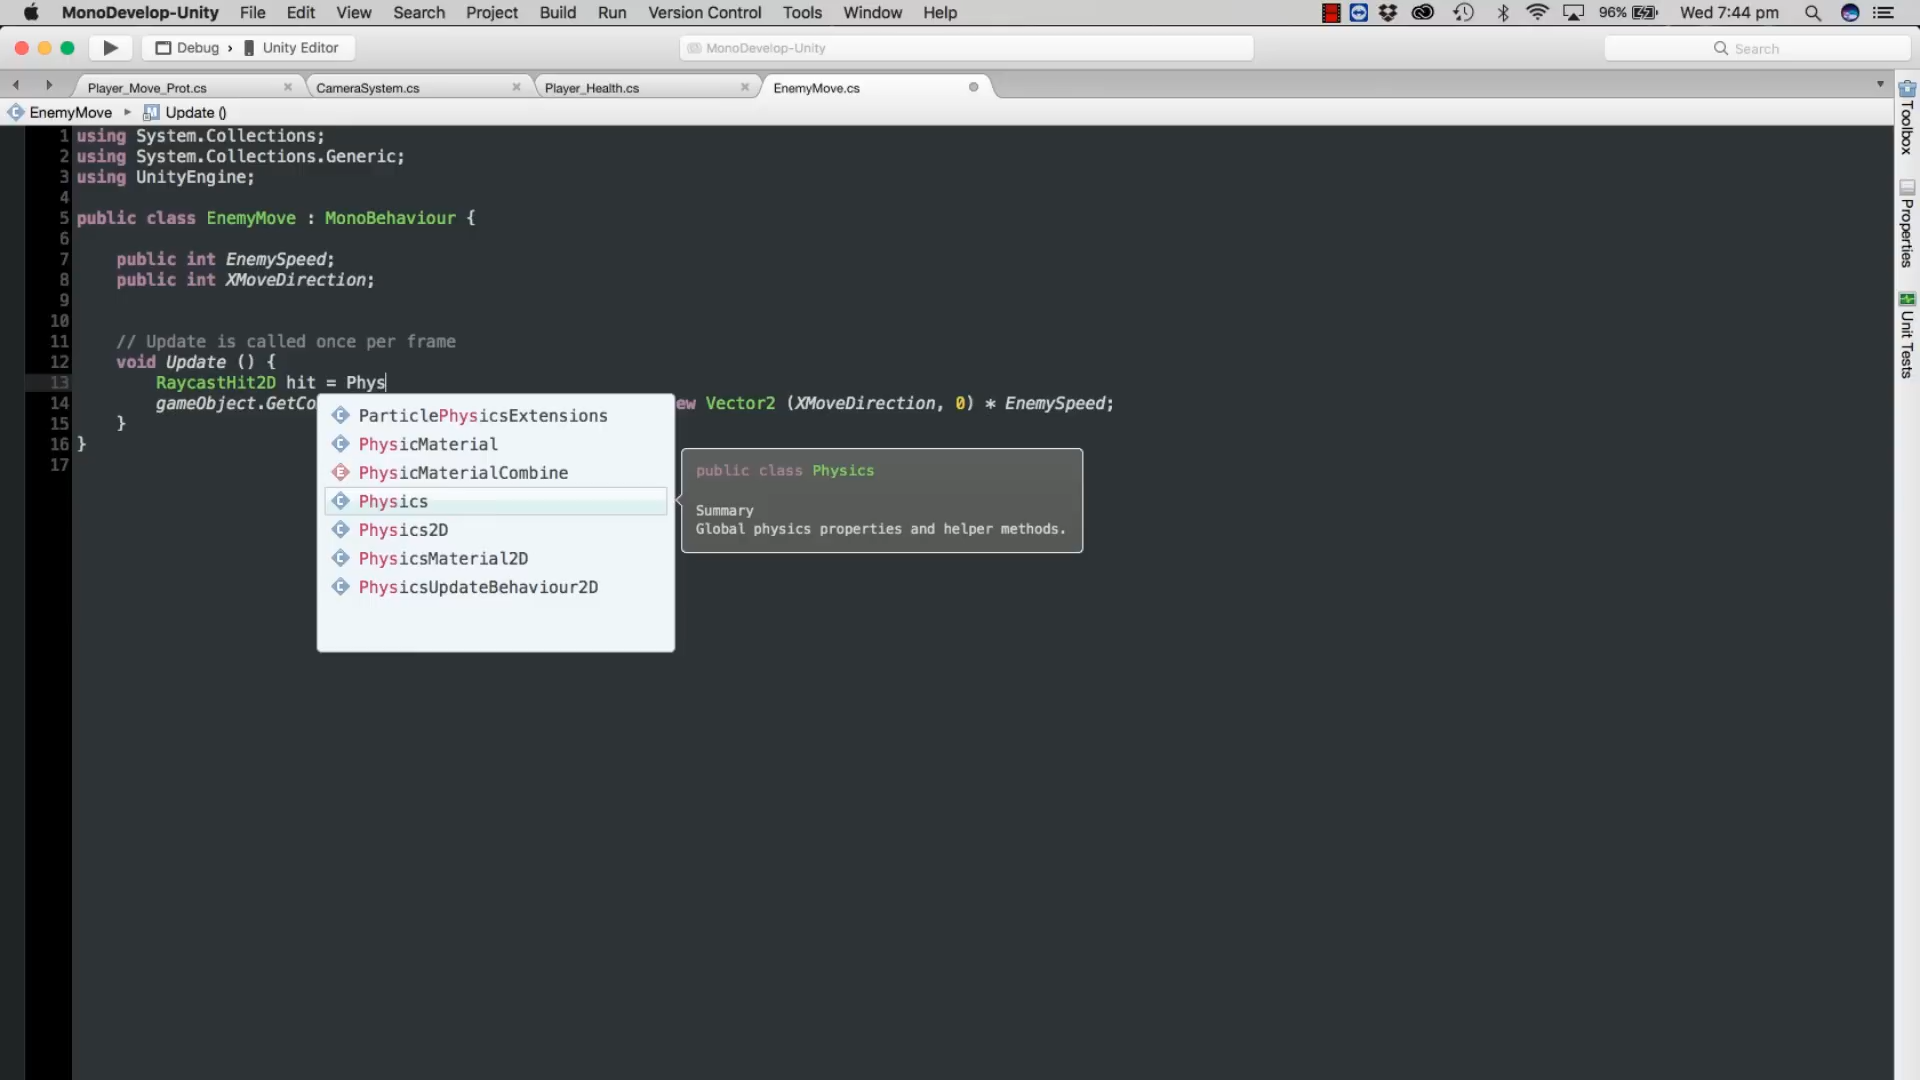 MonoDevelop-Unity File Edit View Search Project Build Run Version Control Tools Window Help 96% Wed 7:44 pm
Debug › Unity Editor MonoDevelop-Unity Search
Player_Move_Prot.cs CameraSystem.cs Player_Health.cs EnemyMove.cs
EnemyMove Update ()
1 using System.Collections;
2 using System.Collections.Generic;
3 using UnityEngine;
4
5 public class EnemyMove : MonoBehaviour {
6
7 public int EnemySpeed;
8 public int XMoveDirection;
9
10
11 // Update is called once per frame
12 void Update () {
13 RaycastHit2D hit = Phys
14 gameObject.GetCo ew Vector2 (XMoveDirection, 0) * EnemySpeed;
15 }
16 }
17
ParticlePhysicsExtensions
PhysicMaterial
PhysicMaterialCombine
Physics
Physics2D
PhysicsMaterial2D
PhysicsUpdateBehaviour2D
public class Physics
Summary
Global physics properties and helper methods.
Toolbox
Properties
Unit Tests